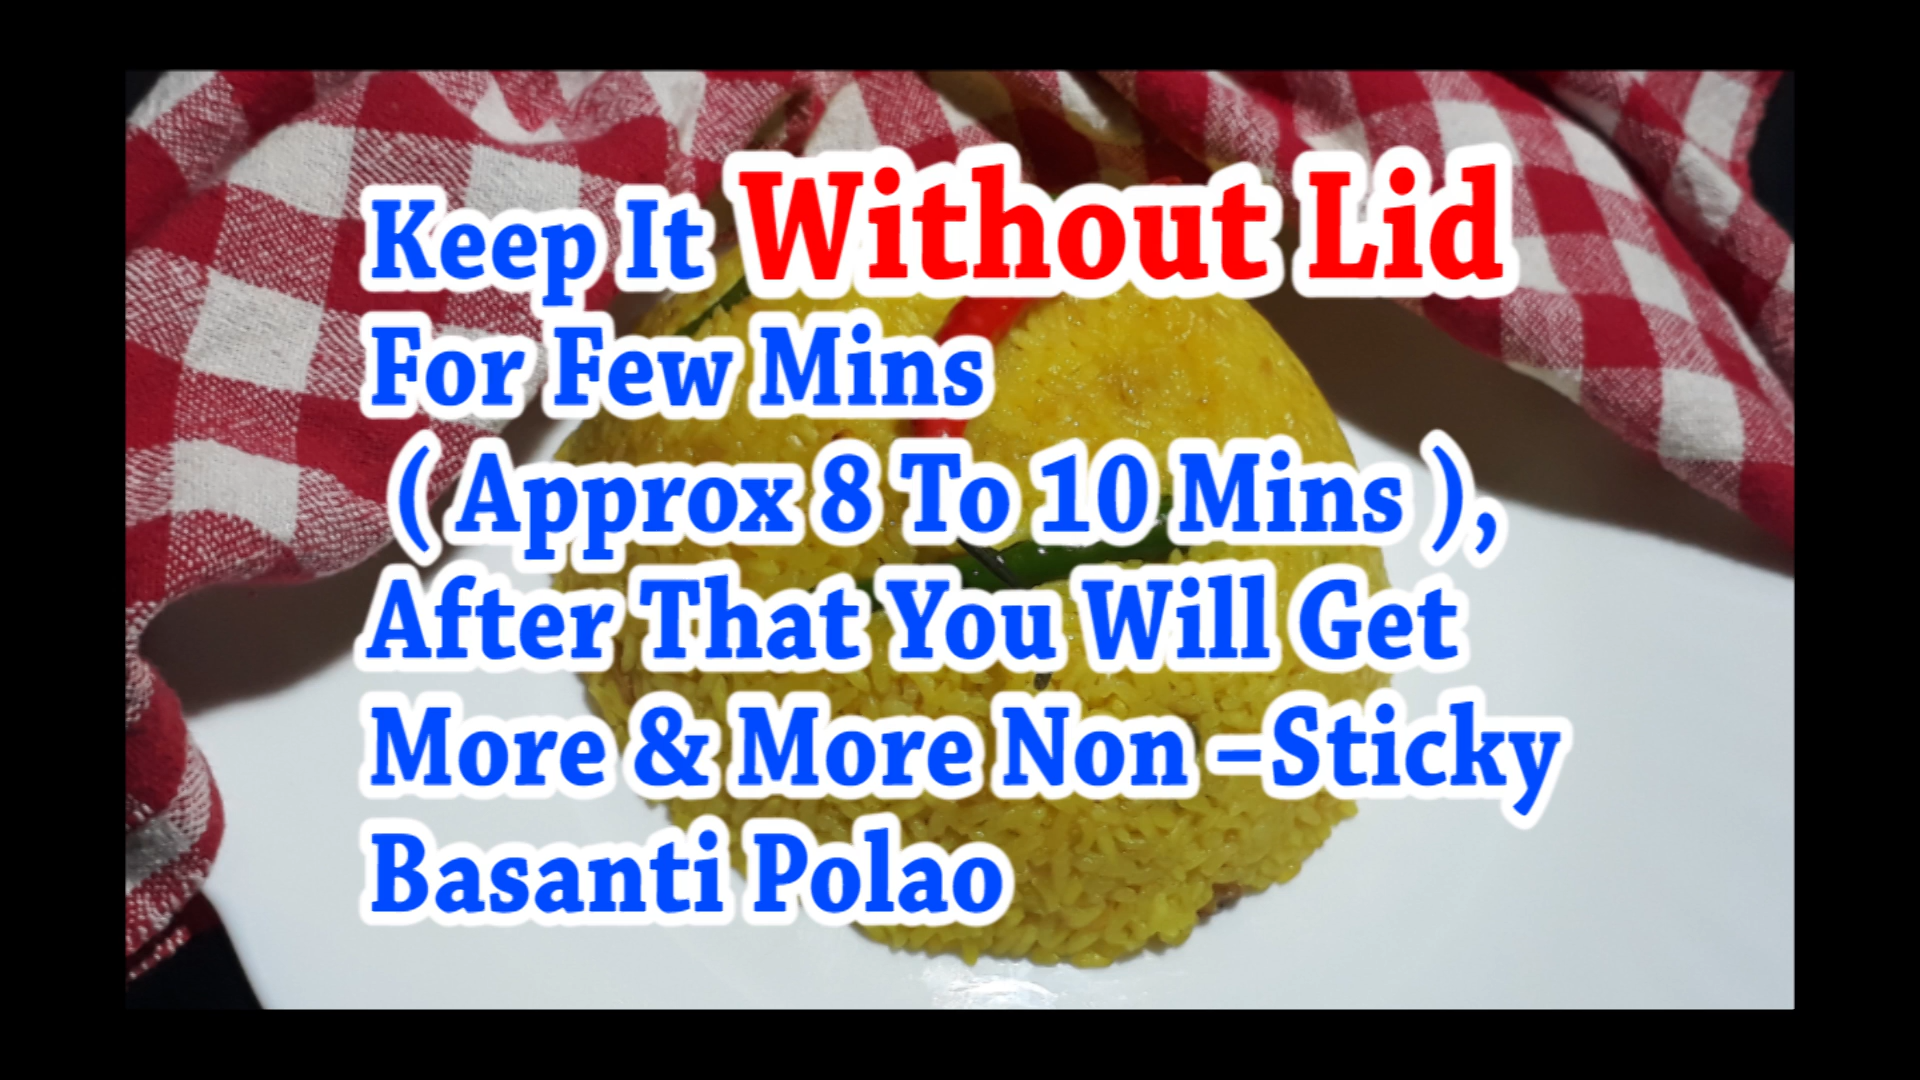 Keep It Without Lid
For Few Mins
( Approx 8 To 10 Mins ),
After That You Will Get
More & More Non –Sticky
Basanti Polao